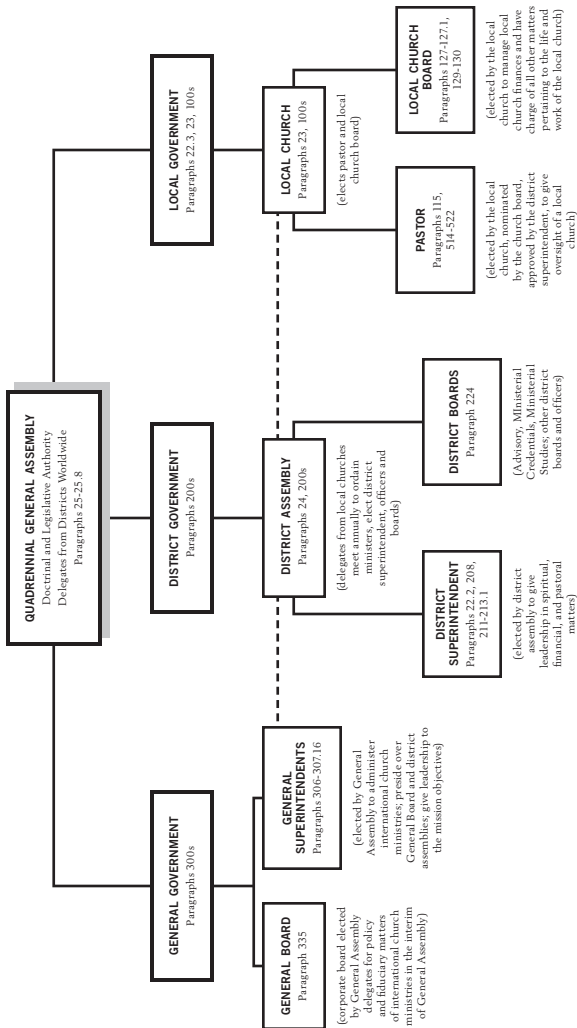 QUADRENNIAL GENERAL ASSEMBLY
Doctrinal and Legislative Authority
Delegates from Districts Worldwide
Paragraphs 25-25.8
GENERAL GOVERNMENT
Paragraphs 300s
DISTRICT GOVERNMENT
Paragraphs 200s
LOCAL GOVERNMENT
Paragraphs 22.3, 23, 100s
GENERAL BOARD
Paragraph 335
(corporate board elected
by General Assembly
delegates for policy
and fiduciary matters
of international church
ministries in the interim
of General Assembly)
GENERAL
SUPERINTENDENTS
Paragraphs 306-307.16
(elected by General
Assembly to administer
international church
ministries; preside over
General Board and district
assemblies; give leadership to
the mission objectives)
DISTRICT ASSEMBLY
Paragraphs 24, 200s
(delegates from local churches
meet annually to ordain
ministers, elect district
superintendent, officers and
boards)
LOCAL CHURCH
Paragraphs 23, 100s
(elects pastor and local
church board)
DISTRICT
SUPERINTENDENT
Paragraphs 22.2, 208,
211-213.1
(elected by district
assembly to give
leadership in spiritual,
financial, and pastoral
matters)
DISTRICT BOARDS
Paragraph 224
(Advisory, MInisterial
Credentials, Ministerial
Studies; other district
boards and officers)
PASTOR
Paragraphs 115,
514-522
(elected by the local
church, nominated
by the church board,
approved by the district
superintendent, to give
oversight of a local
church)
LOCAL CHURCH
BOARD
Paragraphs 127-127.1,
129-130
(elected by the local
church to manage local
church finances and have
charge of all other matters
pertaining to the life and
work of the local church)